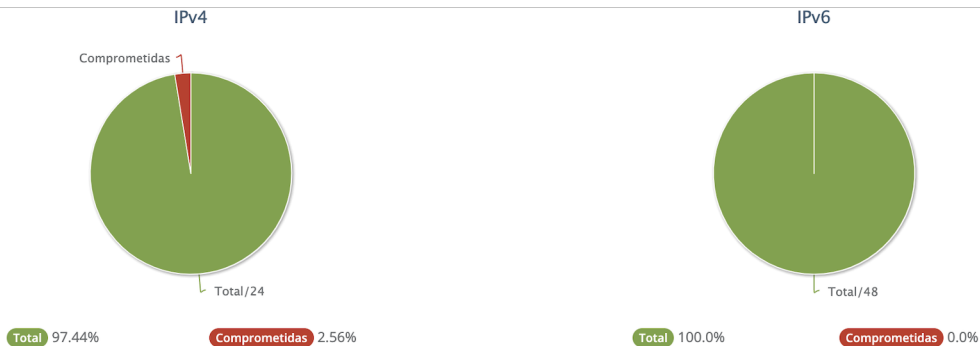 IPv4
Comprometidas
Total/24
Total 97.44%
Comprometidas 2.56%
IPv6
Total/48
Total 100.0%
Comprometidas 0.0%